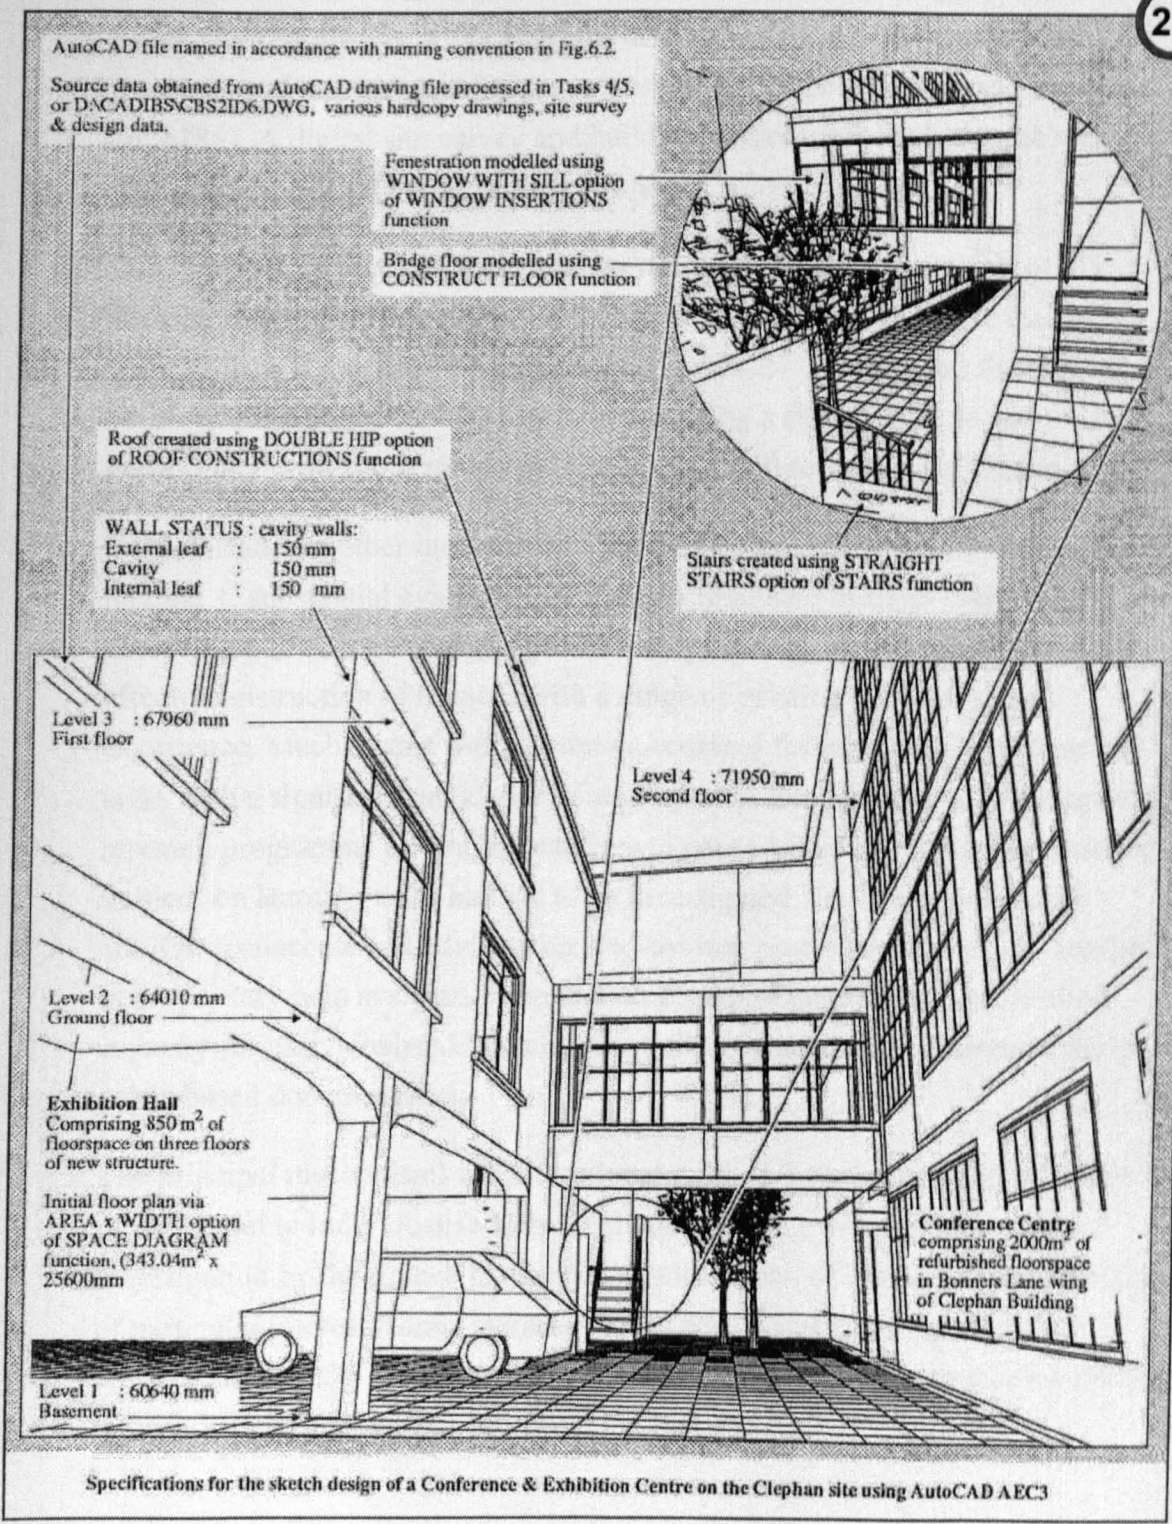 2
AutoCAD file named in accordance with naming convention in Fig.6.2.
Source data obtained from AutoCAD drawing file processed in Tasks 4/5,
or D:\CADIBS\CBS2ID6.DWG, various hardcopy drawings, site survey
& design data.
Fenestration modelled using
WINDOW WITH SILL option
of WINDOW INSERTIONS
function
Bridge floor modelled using
CONSTRUCT FLOOR function
Roof created using DOUBLE HIP option
of ROOF CONSTRUCTIONS function
WALL STATUS : cavity walls:
External leaf : 150 mm
Cavity : 150 mm
Internal leaf : 150 mm
Stairs created using STRAIGHT
STAIRS option of STAIRS function
Level 3 : 67960 mm
First floor
Level 4 : 71950 mm
Second floor
Level 2 : 64010 mm
Ground floor
Exhibition Hall
Comprising 850 m² of
floorspace on three floors
of new structure.
Initial floor plan via
AREA x WIDTH option
of SPACE DIAGRAM
function, (343.04m² x
25600mm
Conference Centre
comprising 2000m² of
refurbished floorspace
in Bonners Lane wing
of Clephan Building
Level 1 : 60640 mm
Basement
Specifications for the sketch design of a Conference & Exhibition Centre on the Clephan site using AutoCAD AEC3